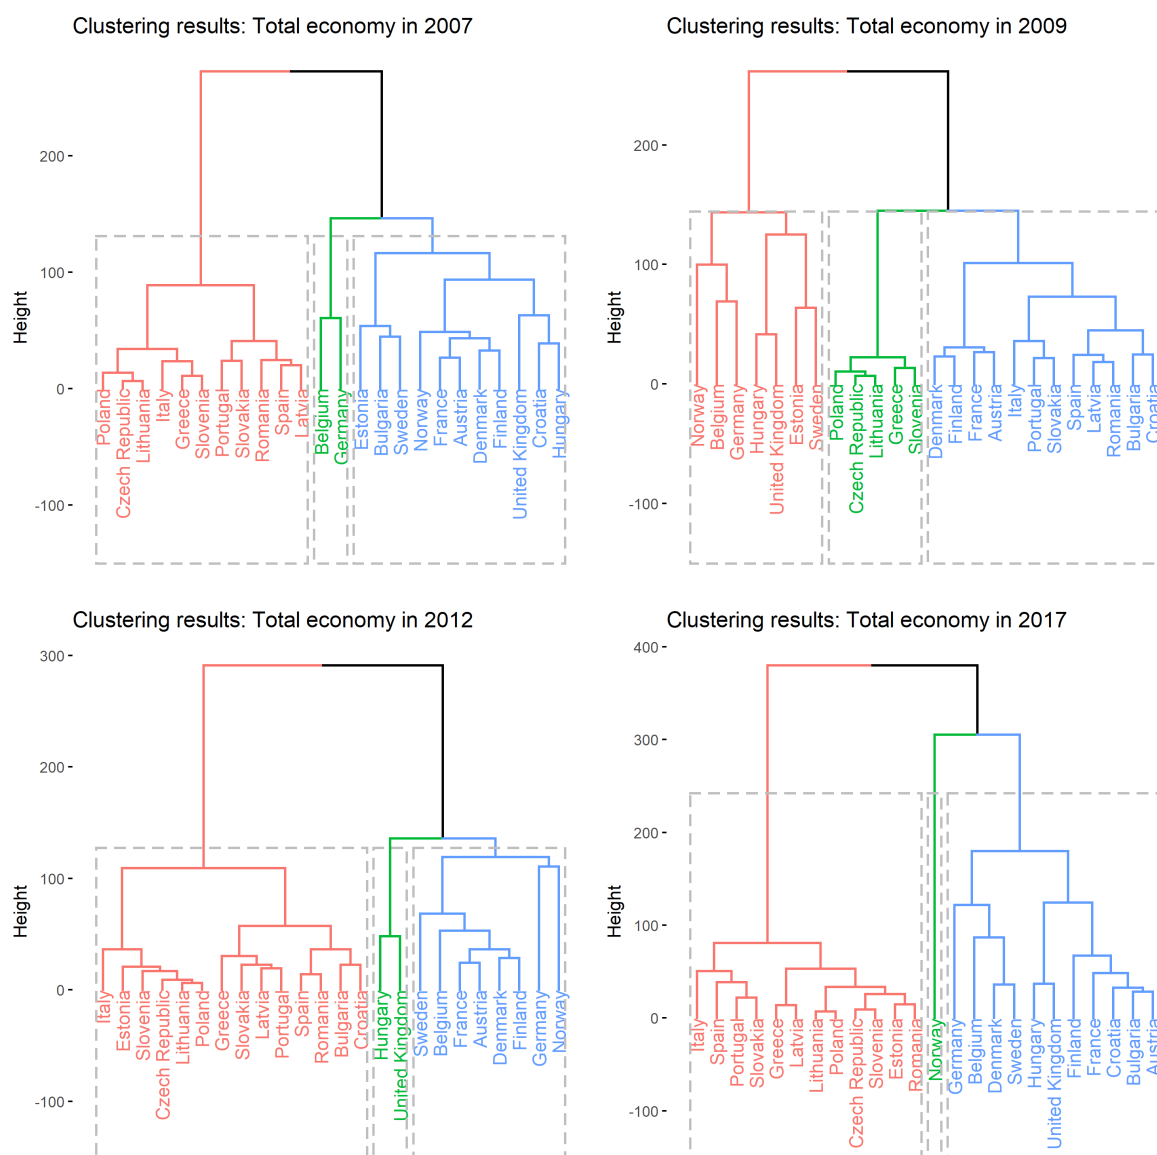 Clustering results: Total economy in 2007
Height
200
100
0
-100
Poland
Czech Republic
Lithuania
Italy
Greece
Slovenia
Portugal
Slovakia
Romania
Spain
Latvia
Belgium
Germany
Estonia
Bulgaria
Sweden
Norway
France
Austria
Denmark
Finland
United Kingdom
Croatia
Hungary
Clustering results: Total economy in 2009
Height
200
100
0
-100
Norway
Belgium
Germany
Hungary
United Kingdom
Estonia
Sweden
Poland
Czech Republic
Lithuania
Greece
Slovenia
Denmark
Finland
France
Austria
Italy
Portugal
Slovakia
Spain
Latvia
Romania
Bulgaria
Croatia
Clustering results: Total economy in 2012
Height
300
200
100
0
-100
Italy
Estonia
Slovenia
Czech Republic
Lithuania
Poland
Greece
Slovakia
Latvia
Portugal
Spain
Romania
Bulgaria
Croatia
Hungary
United Kingdom
Sweden
Belgium
France
Austria
Denmark
Finland
Germany
Norway
Clustering results: Total economy in 2017
Height
400
300
200
100
0
-100
Italy
Spain
Portugal
Slovakia
Greece
Latvia
Lithuania
Poland
Czech Republic
Slovenia
Estonia
Romania
Norway
Germany
Belgium
Denmark
Sweden
Hungary
United Kingdom
Finland
France
Croatia
Bulgaria
Austria